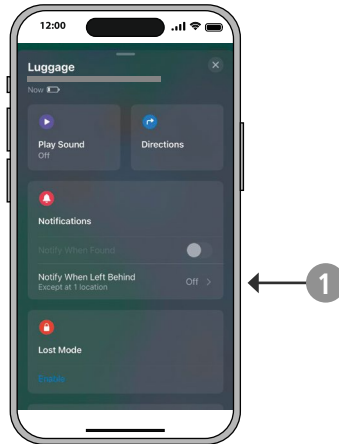 12:00
Luggage
Now
Play Sound
Off
Directions
Notifications
Notify When Found
Notify When Left Behind
Except at 1 location
Off
1
Lost Mode
Enable